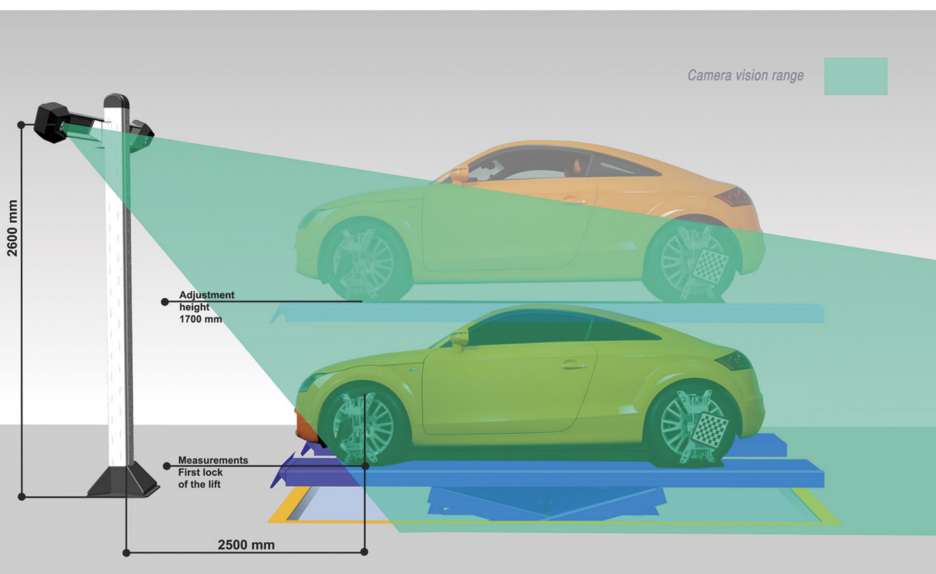 Camera vision range
2600 mm
Adjustment
height
1700 mm
Measurements
First lock
of the lift
2500 mm